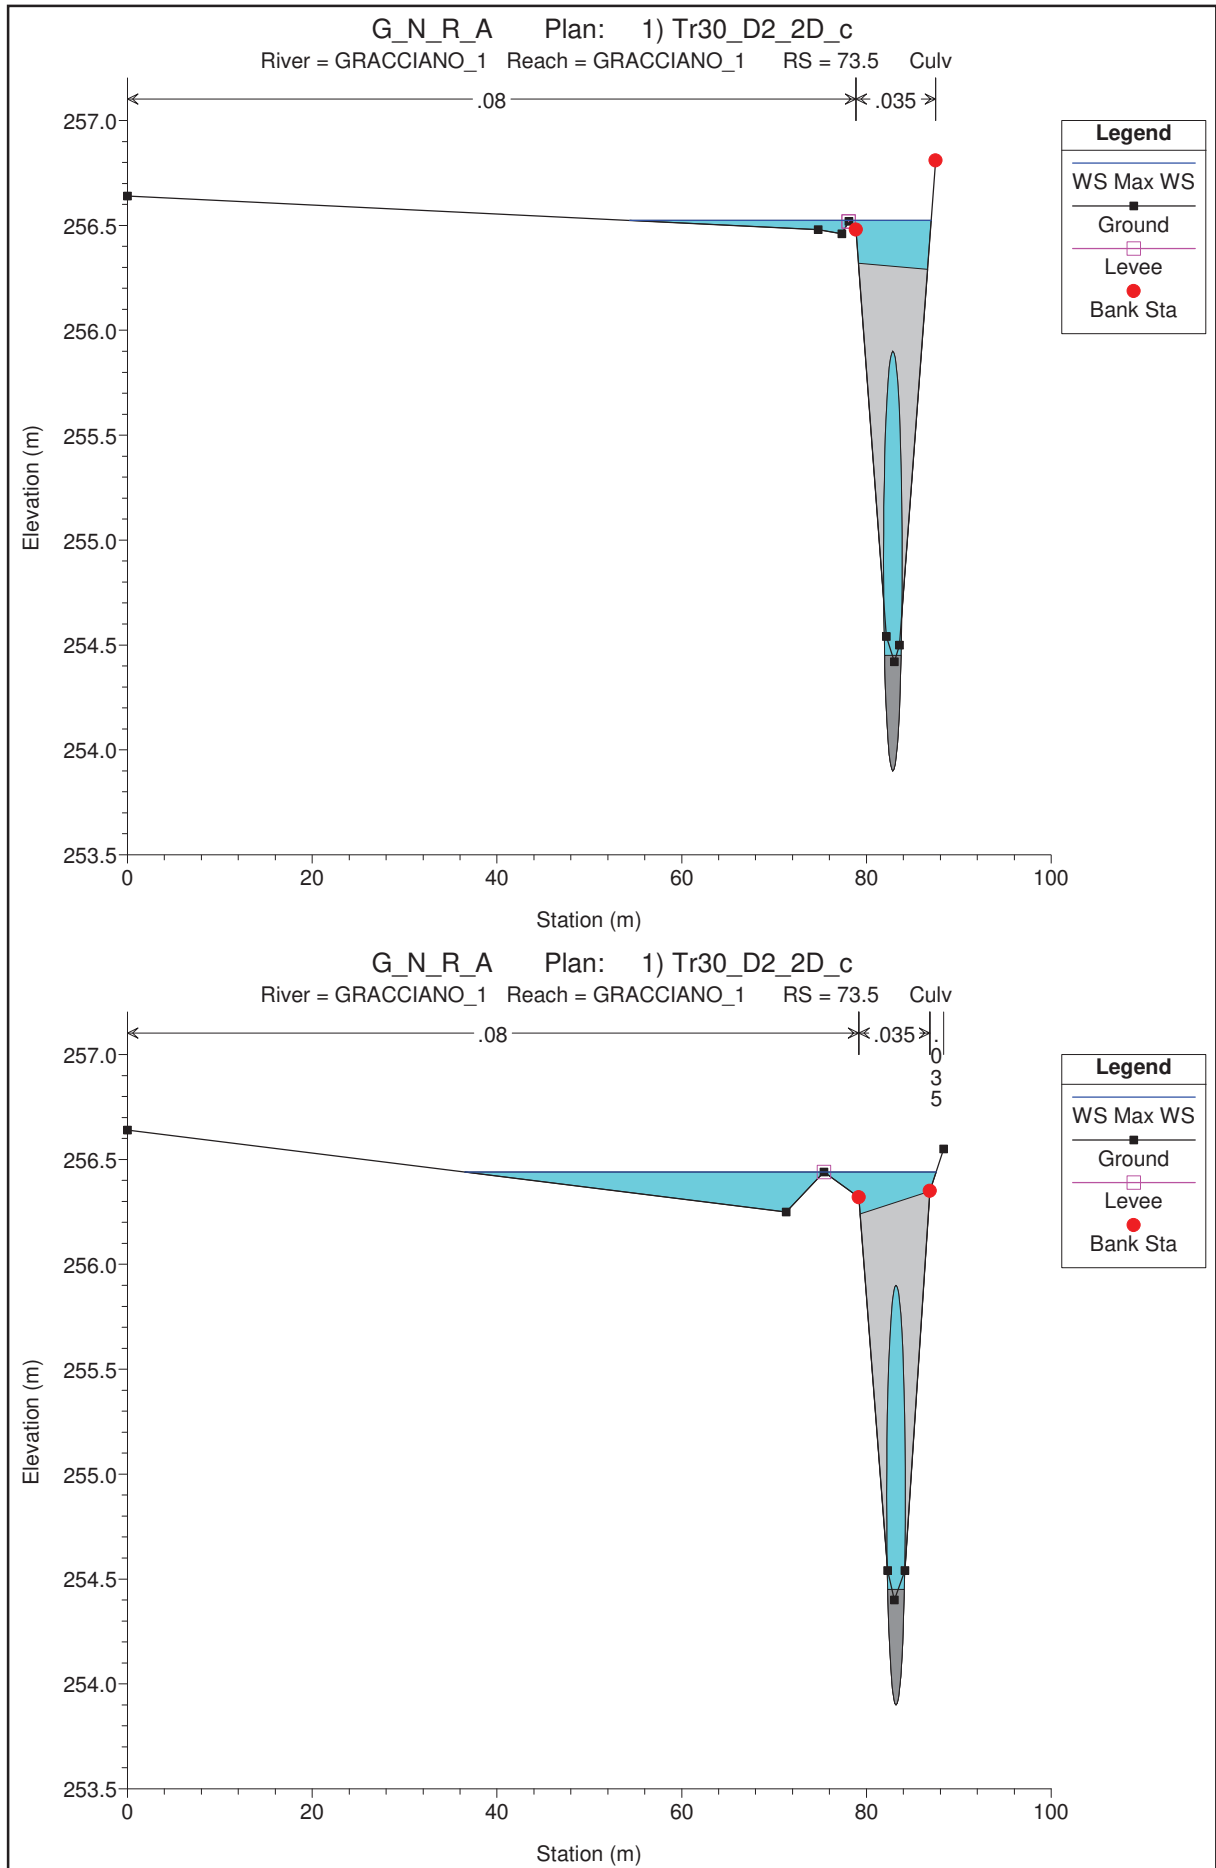 G_N_R_A Plan: 1) Tr30_D2_2D_c
River = GRACCIANO_1 Reach = GRACCIANO_1 RS = 73.5 Culv
.08
.035
257.0
256.5
256.0
255.5
255.0
254.5
254.0
253.5
Elevation (m)
0 20 40 60 80 100
Station (m)
Legend
WS Max WS
Ground
Levee
Bank Sta
G_N_R_A Plan: 1) Tr30_D2_2D_c
River = GRACCIANO_1 Reach = GRACCIANO_1 RS = 73.5 Culv
.08
.035
.
0
3
5
257.0
256.5
256.0
255.5
255.0
254.5
254.0
253.5
Elevation (m)
0 20 40 60 80 100
Station (m)
Legend
WS Max WS
Ground
Levee
Bank Sta